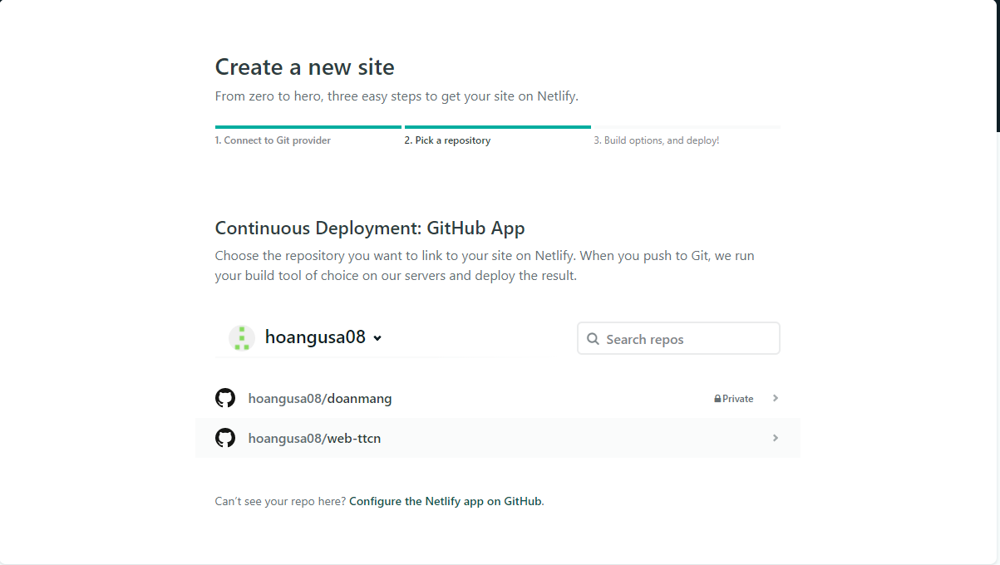 Create a new site
From zero to hero, three easy steps to get your site on Netlify.
1. Connect to Git provider
2. Pick a repository
3. Build options, and deploy!
Continuous Deployment: GitHub App
Choose the repository you want to link to your site on Netlify. When you push to Git, we run
your build tool of choice on our servers and deploy the result.
hoangusa08
Search repos
hoangusa08/doanmang
Private
hoangusa08/web-ttcn
Can't see your repo here? Configure the Netlify app on GitHub.